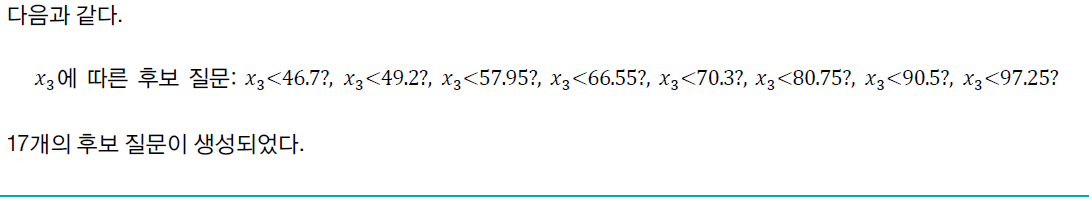 다음과 같다.
x₃에 따른 후보 질문: x₃<46.7?, x₃<49.2?, x₃<57.95?, x₃<66.55?, x₃<70.3?, x₃<80.75?, x₃<90.5?, x₃<97.25?
17개의 후보 질문이 생성되었다.